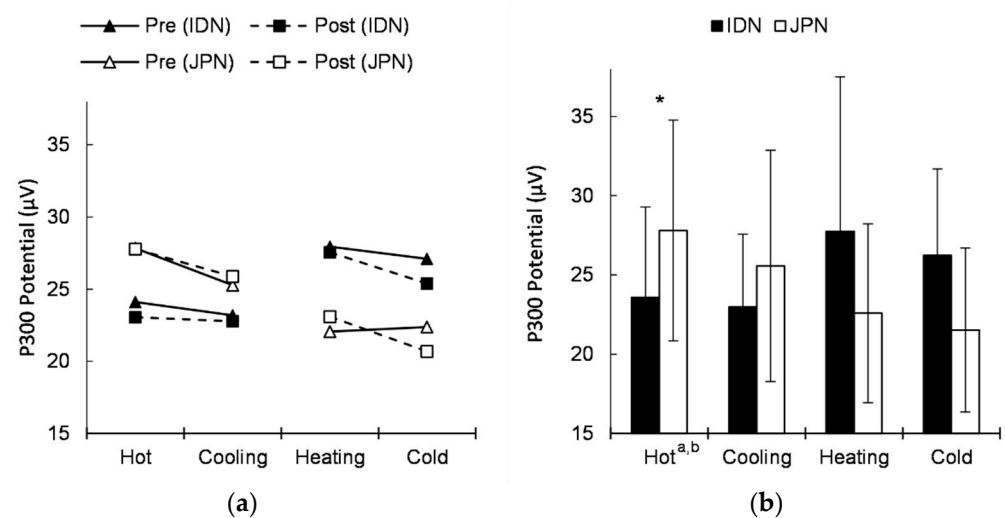 Pre (IDN) Post (IDN)
Pre (JPN) Post (JPN)
P300 Potential (µV)
35
30
25
20
15
Hot Cooling Heating Cold
(a)
IDN JPN
*
P300 Potential (µV)
35
30
25
20
15
Hot a,b Cooling Heating Cold
(b)